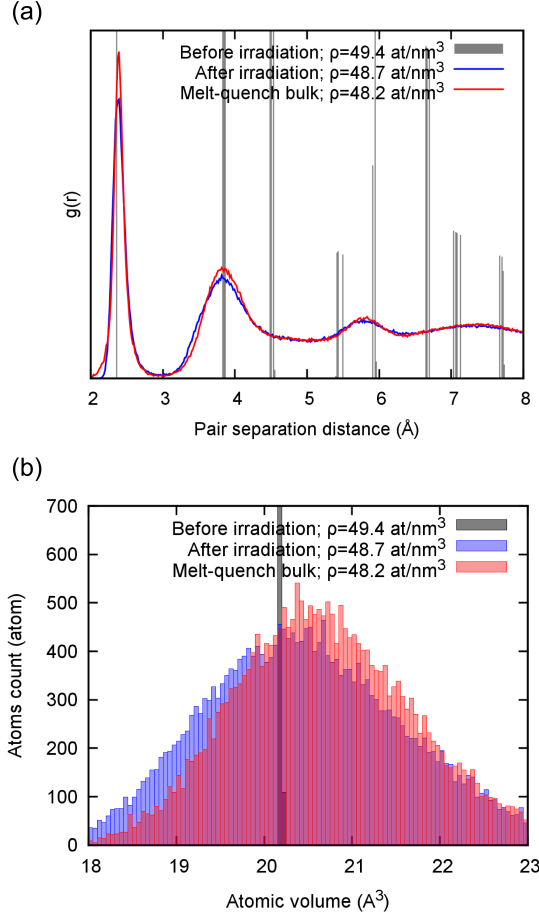 (a)
Before irradiation; ρ=49.4 at/nm³
After irradiation; ρ=48.7 at/nm³
Melt-quench bulk; ρ=48.2 at/nm³
g(r)
2 3 4 5 6 7 8
Pair separation distance (Å)
(b)
700
Before irradiation; ρ=49.4 at/nm³
After irradiation; ρ=48.7 at/nm³
Melt-quench bulk; ρ=48.2 at/nm³
600
500
400
300
200
100
0
Atoms count (atom)
18 19 20 21 22 23
Atomic volume (A³)